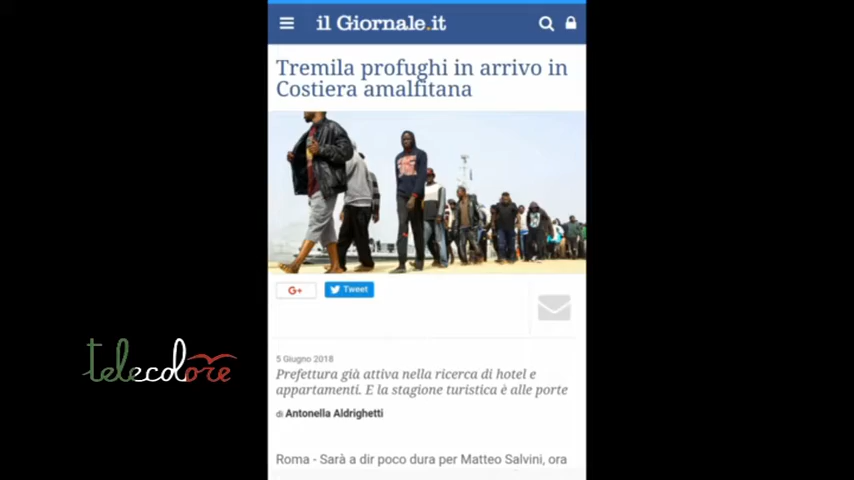 il Giornale.it
Tremila profughi in arrivo in
Costiera amalfitana
G+
Tweet
telecolore
5 Giugno 2018
Prefettura già attiva nella ricerca di hotel e
appartamenti. E la stagione turistica è alle porte
di Antonella Aldrighetti
Roma - Sarà a dir poco dura per Matteo Salvini, ora